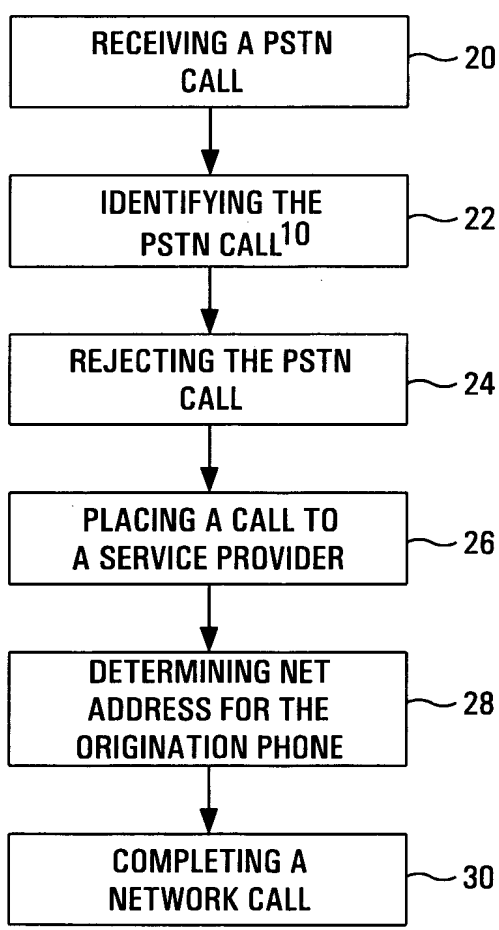 RECEIVING A PSTN
CALL
20
IDENTIFYING THE
PSTN CALL10
22
REJECTING THE PSTN
CALL
24
PLACING A CALL TO
A SERVICE PROVIDER
26
DETERMINING NET
ADDRESS FOR THE
ORIGINATION PHONE
28
COMPLETING A
NETWORK CALL
30